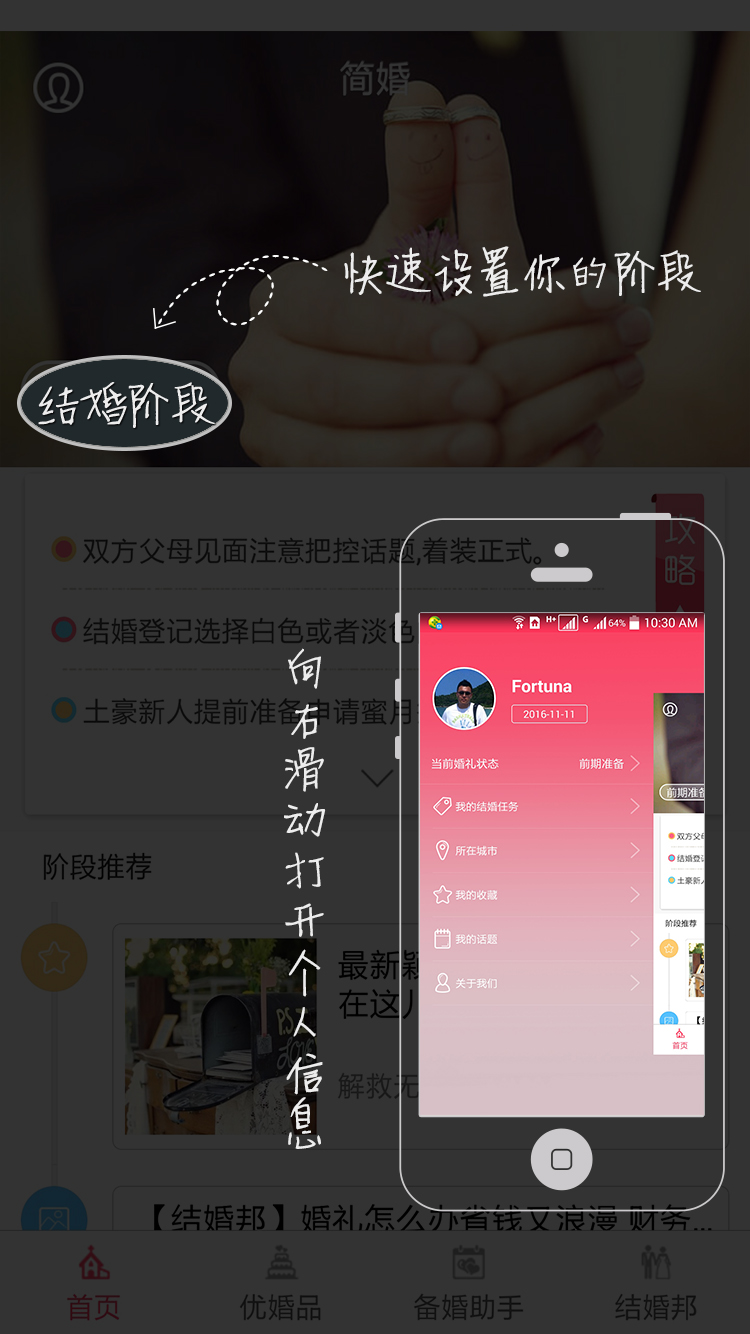 简婚
快速设置你的阶段
结婚阶段
攻略
双方父母见面注意把控话题,着装正式。
结婚登记选择白色或者淡色
土豪新人提前准备申请蜜月
向右滑动打开个人信息
H+ G 64% 10:30 AM
Fortuna
2016-11-11
当前婚礼状态 前期准备
我的结婚任务
所在城市
我的收藏
我的话题
关于我们
前期准备
双方父
结婚登
土豪新
阶段推荐
首页
阶段推荐
最新
在这
解救无
P.S
【结婚邦】婚礼怎么办省钱又浪漫 财务...
首页 优婚品 备婚助手 结婚邦